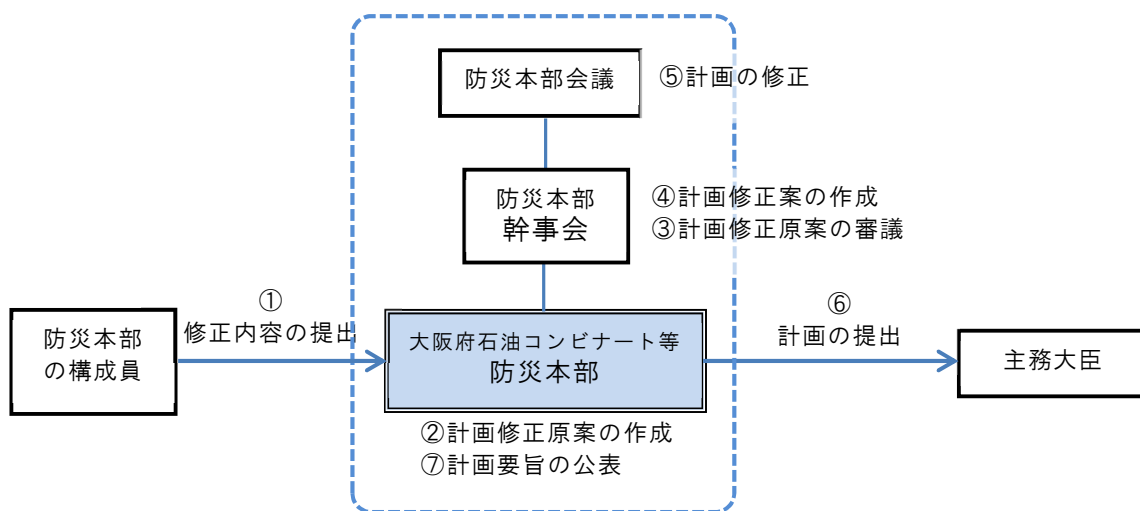 防災本部会議
⑤計画の修正
防災本部
幹事会
④計画修正案の作成
③計画修正原案の審議
①
修正内容の提出
⑥
計画の提出
防災本部
の構成員
大阪府石油コンビナート等
防災本部
主務大臣
②計画修正原案の作成
⑦計画要旨の公表